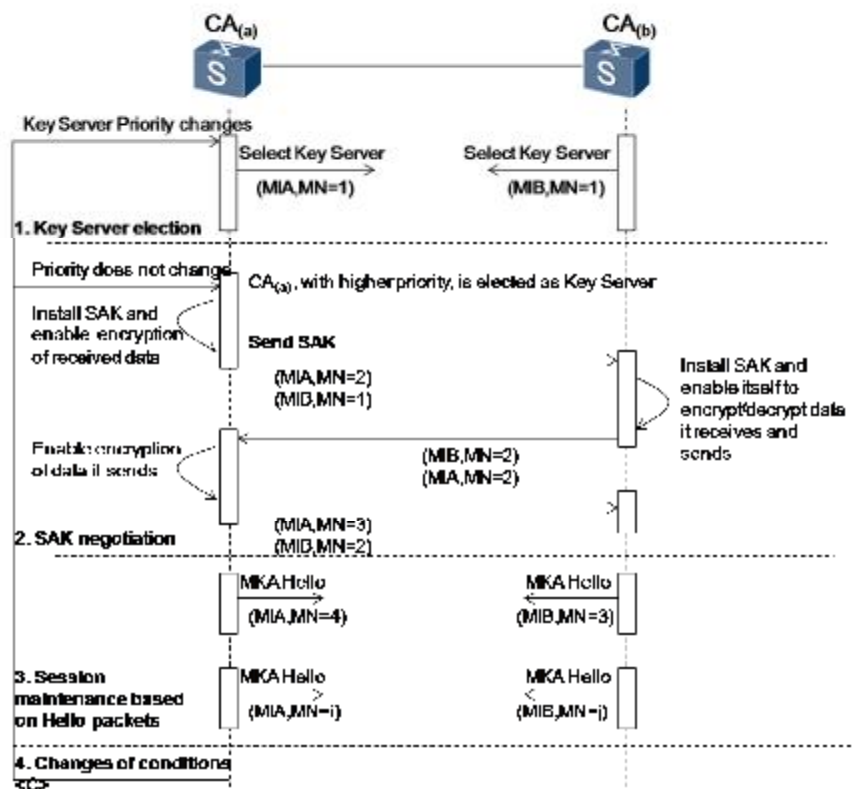 CA(a)
CA(b)
S
S
Key Server Priority changes
Select Key Server
Select Key Server
(MIA,MN=1)
(MIB,MN=1)
1. Key Server election
Priority does not change
CA(a), with higher priority, is elected as Key Server
Install SAK and
enable encryption
of received data
Send SAK
(MIA,MN=2)
(MIB,MN=1)
Install SAK and
enable itself to
encrypt/decrypt data
it receives and
sends
Enable encryption
of data it sends
(MIB,MN=2)
(MIA,MN=2)
(MIA,MN=3)
(MIB,MN=2)
2. SAK negotiation
MKA Hello
MKA Hello
(MIA,MN=4)
(MIB,MN=3)
MKA Hello
MKA Hello
(MIA,MN=i)
(MIB,MN=j)
3. Session
maintenance based
on Hello packets
4. Changes of conditions